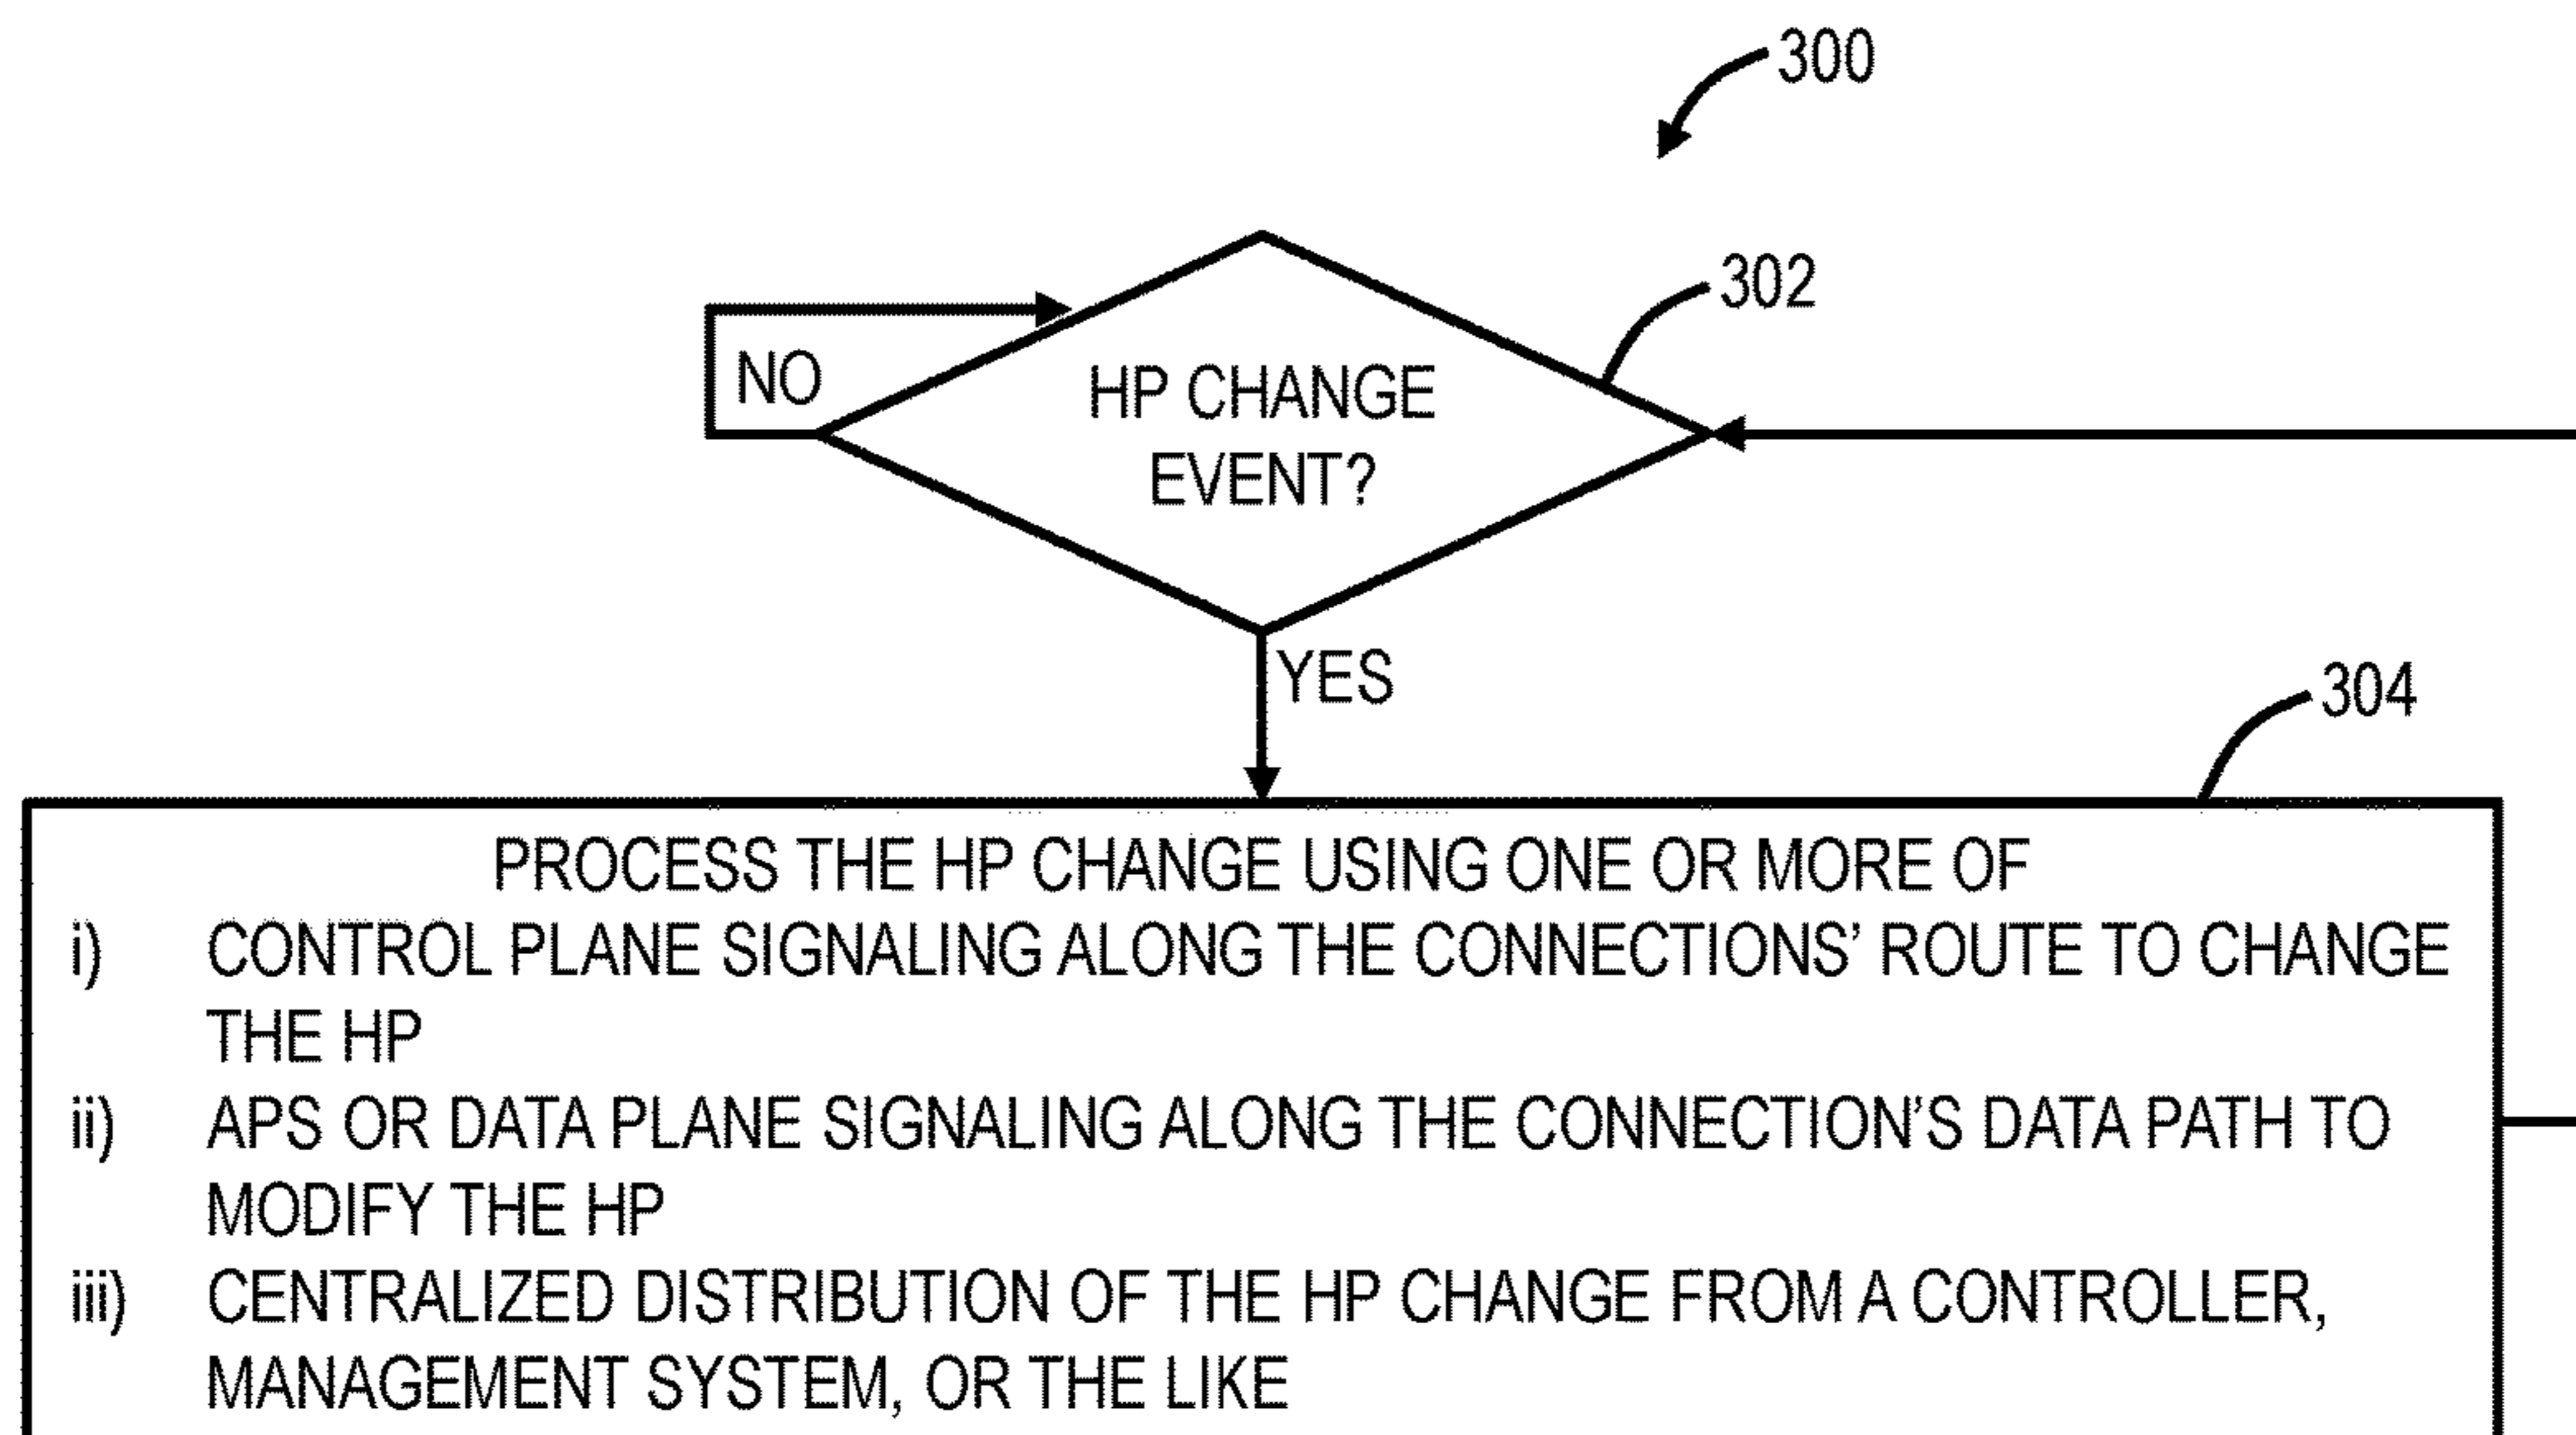 300
302
NO
HP CHANGE
EVENT?
YES
304
PROCESS THE HP CHANGE USING ONE OR MORE OF
i) CONTROL PLANE SIGNALING ALONG THE CONNECTIONS’ ROUTE TO CHANGE
THE HP
ii) APS OR DATA PLANE SIGNALING ALONG THE CONNECTION’S DATA PATH TO
MODIFY THE HP
iii) CENTRALIZED DISTRIBUTION OF THE HP CHANGE FROM A CONTROLLER,
MANAGEMENT SYSTEM, OR THE LIKE